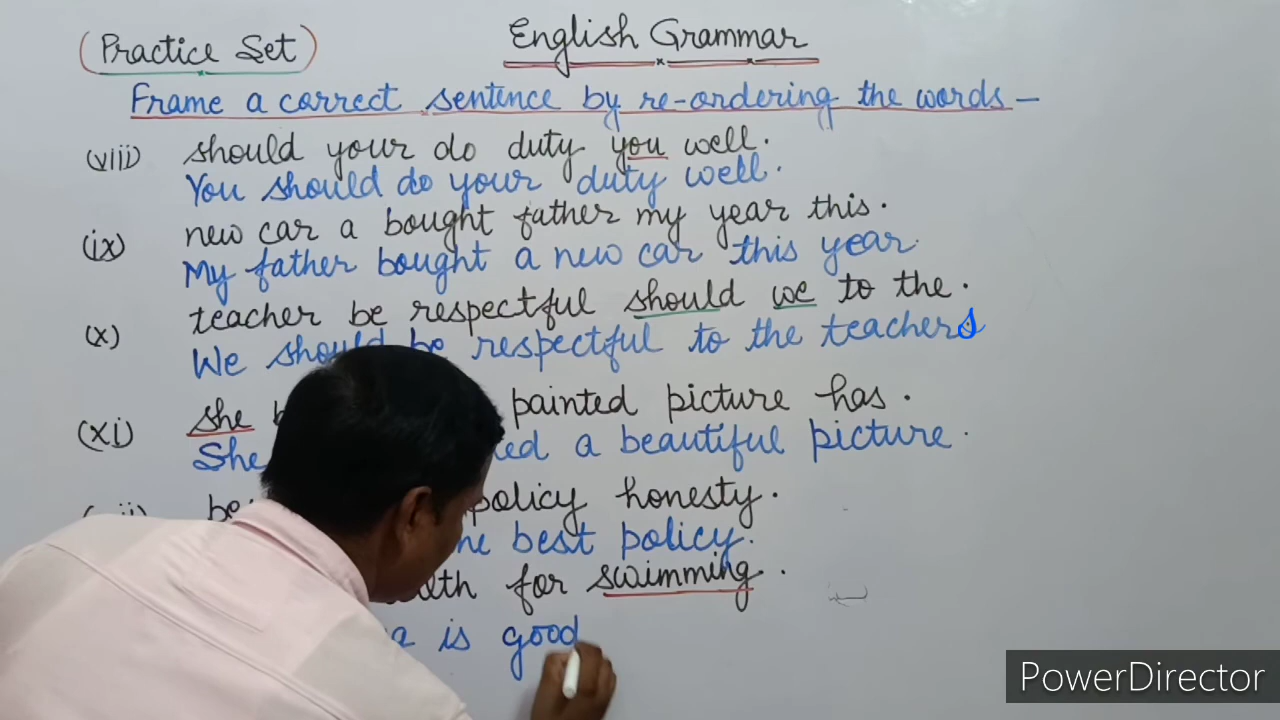 (Practice Set) English Grammar
Frame a correct sentence by re-ordering the words -
(viii) should your do duty you well.
You should do your duty well.
(ix) new car a bought father my year this.
My father bought a new car this year.
(x) teacher be respectful should we to the.
We should be respectful to the teachers
(xi) she painted picture has.
She a beautiful picture.
policy honesty.
best policy.
for swimming.
is good
PowerDirector